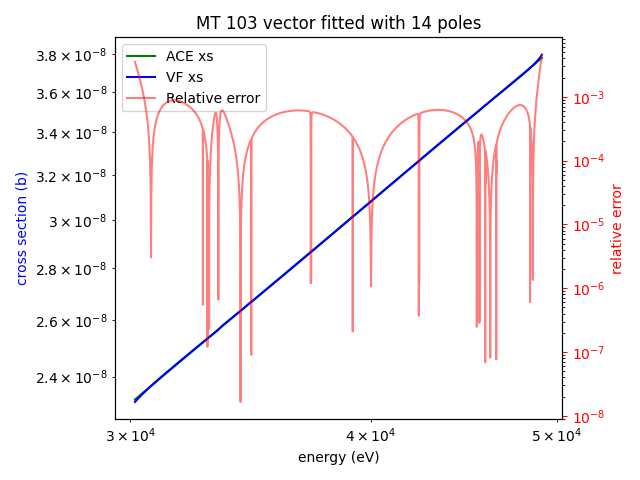 MT 103 vector fitted with 14 poles
ACE xs
VF xs
Relative error
cross section (b)
3.8 × 10⁻⁸
3.6 × 10⁻⁸
3.4 × 10⁻⁸
3.2 × 10⁻⁸
3 × 10⁻⁸
2.8 × 10⁻⁸
2.6 × 10⁻⁸
2.4 × 10⁻⁸
10⁻³
10⁻⁴
10⁻⁵
10⁻⁶
10⁻⁷
10⁻⁸
relative error
3 × 10⁴ 4 × 10⁴ 5 × 10⁴
energy (eV)